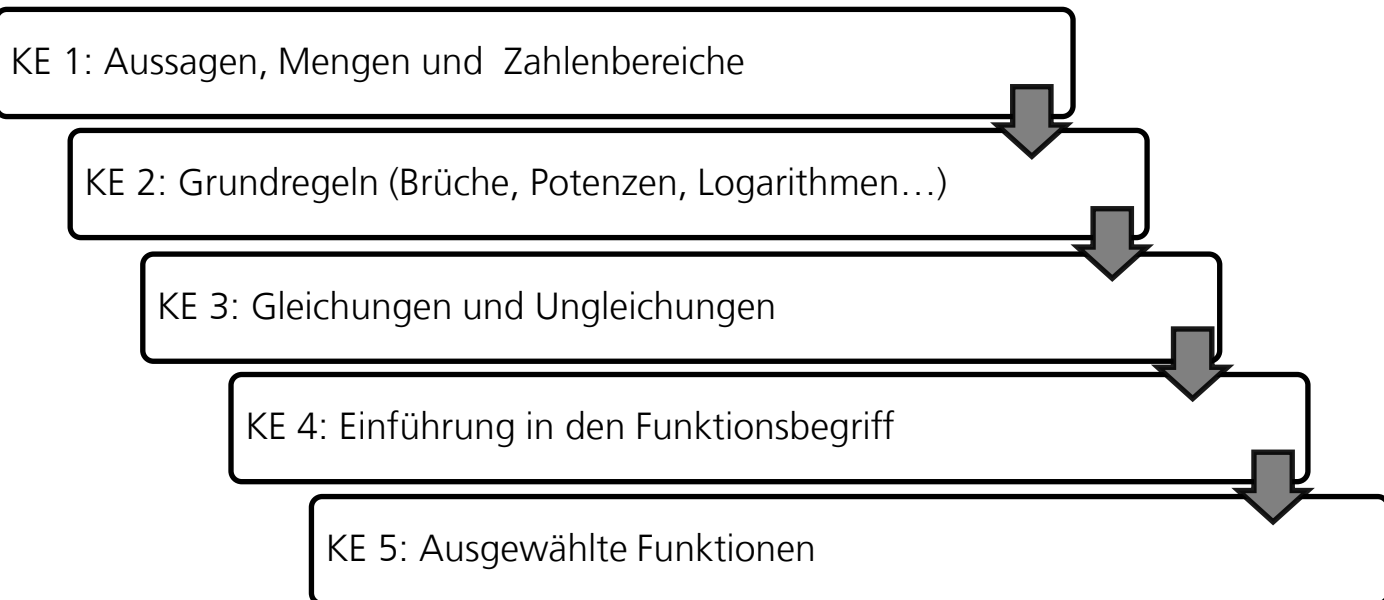 KE 1: Aussagen, Mengen und Zahlenbereiche
KE 2: Grundregeln (Brüche, Potenzen, Logarithmen…)
KE 3: Gleichungen und Ungleichungen
KE 4: Einführung in den Funktionsbegriff
KE 5: Ausgewählte Funktionen